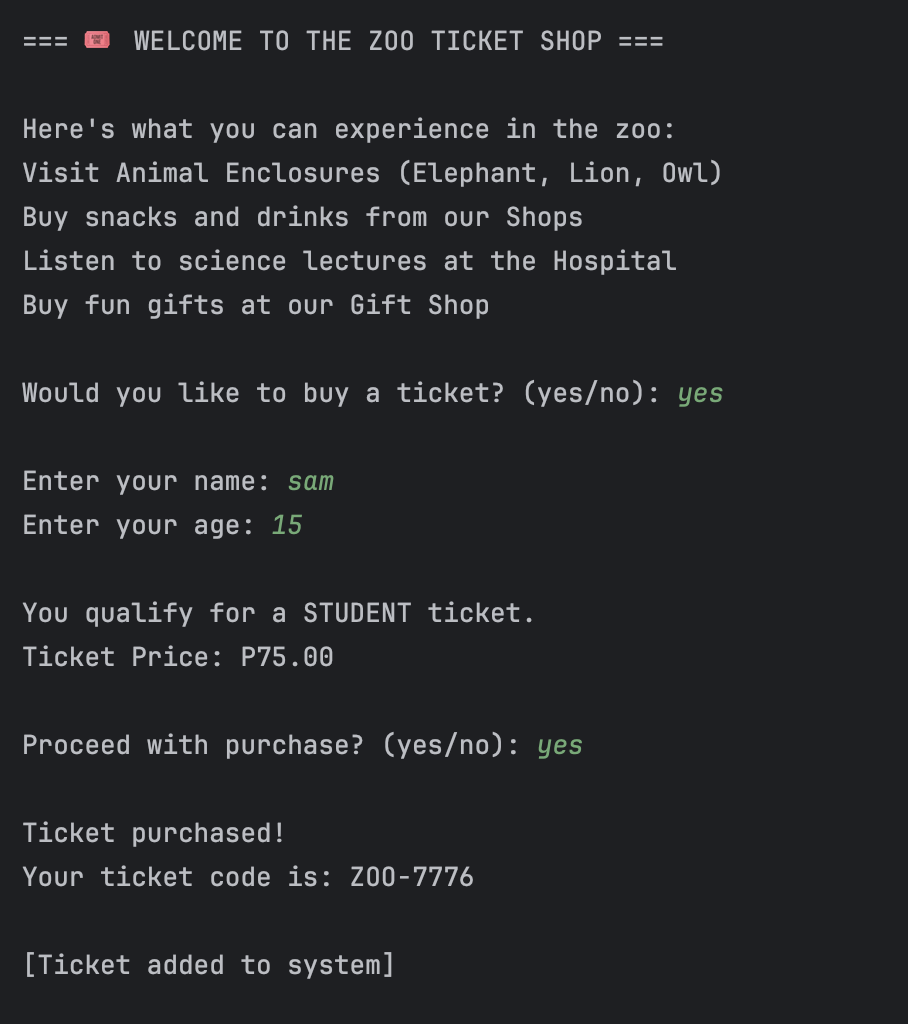 === 🎟 WELCOME TO THE ZOO TICKET SHOP ===
Here's what you can experience in the zoo:
Visit Animal Enclosures (Elephant, Lion, Owl)
Buy snacks and drinks from our Shops
Listen to science lectures at the Hospital
Buy fun gifts at our Gift Shop
Would you like to buy a ticket? (yes/no): yes
Enter your name: sam
Enter your age: 15
You qualify for a STUDENT ticket.
Ticket Price: P75.00
Proceed with purchase? (yes/no): yes
Ticket purchased!
Your ticket code is: ZOO-7776
[Ticket added to system]